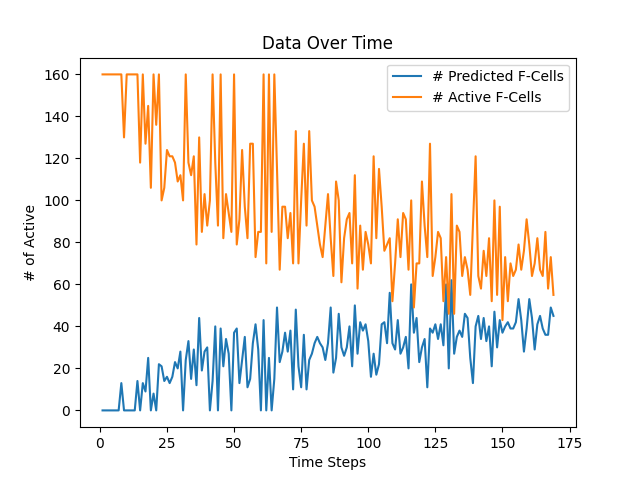 Data Over Time
# Predicted F-Cells
# Active F-Cells
# of Active
160
140
120
100
80
60
40
20
0
0 25 50 75 100 125 150 175
Time Steps